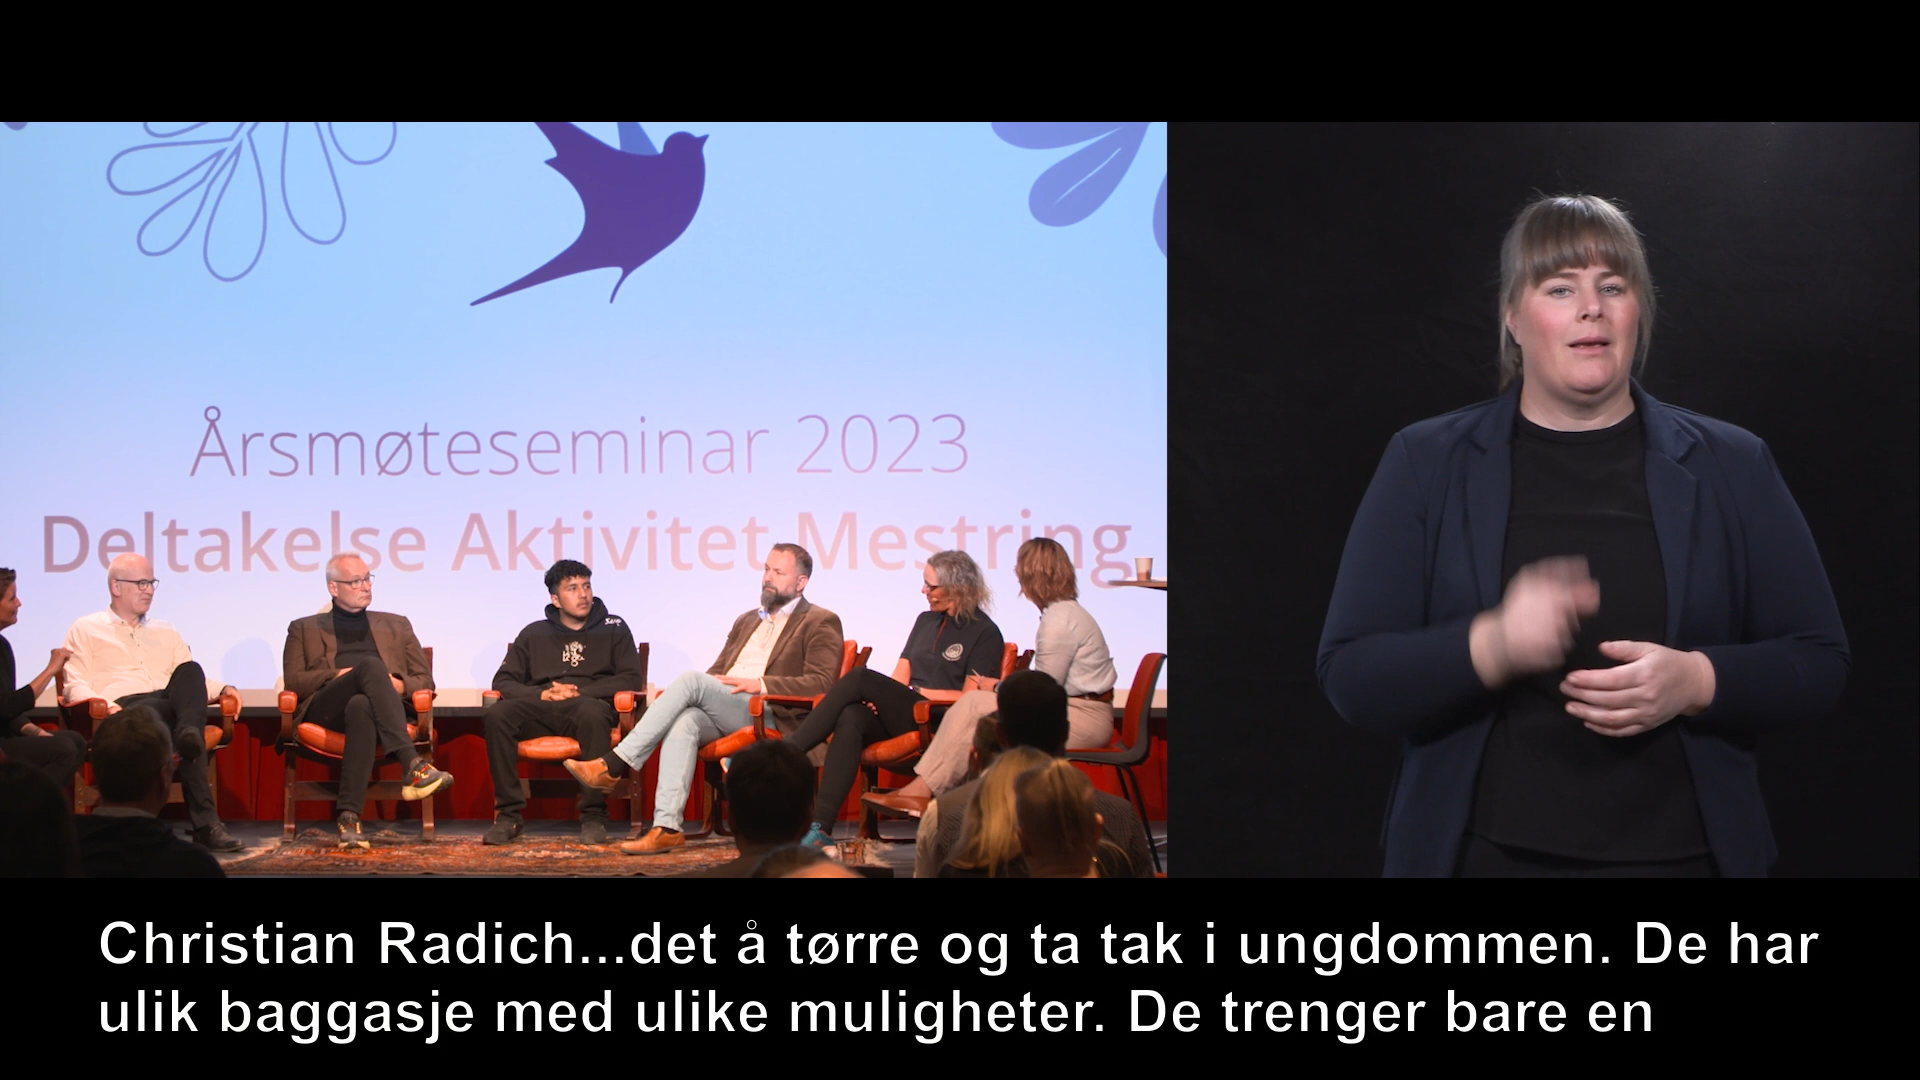 Årsmøteseminar 2023
Deltakelse Aktivitet Mestring
Christian Radich...det å tørre og ta tak i ungdommen. De har
ulik baggasje med ulike muligheter. De trenger bare en